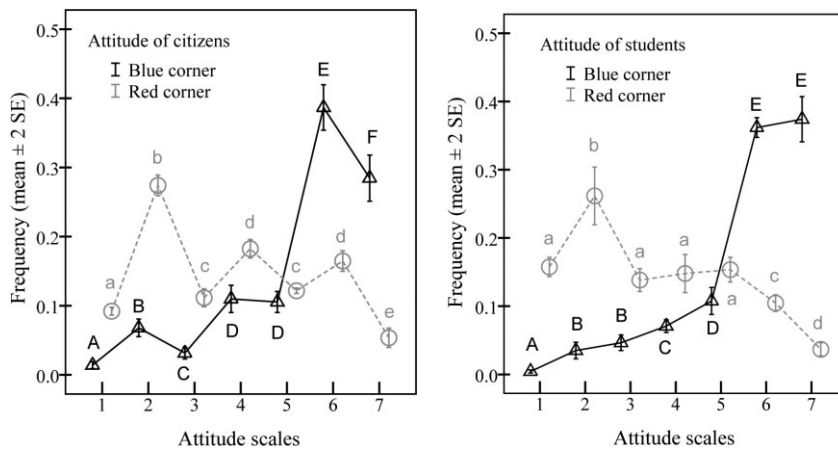 Attitude of citizens
Blue corner
Red corner
Frequency (mean ± 2 SE)
0.5
0.4
0.3
0.2
0.1
0.0
A
B
C
D
D
E
F
a
b
c
d
c
d
e
1 2 3 4 5 6 7
Attitude scales
Attitude of students
Blue corner
Red corner
Frequency (mean ± 2 SE)
0.5
0.4
0.3
0.2
0.1
0.0
A
B
B
C
D
E
E
a
b
a
a
a
c
d
1 2 3 4 5 6 7
Attitude scales